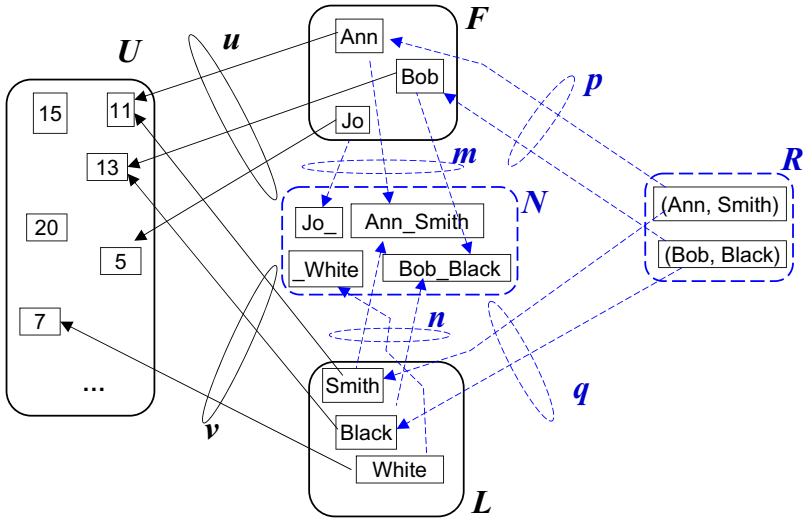 U
15
11
13
20
5
7
...
u
v
F
Ann
Bob
Jo
m
N
Jo_
Ann_Smith
_White
Bob_Black
n
Smith
Black
White
L
p
q
R
(Ann, Smith)
(Bob, Black)